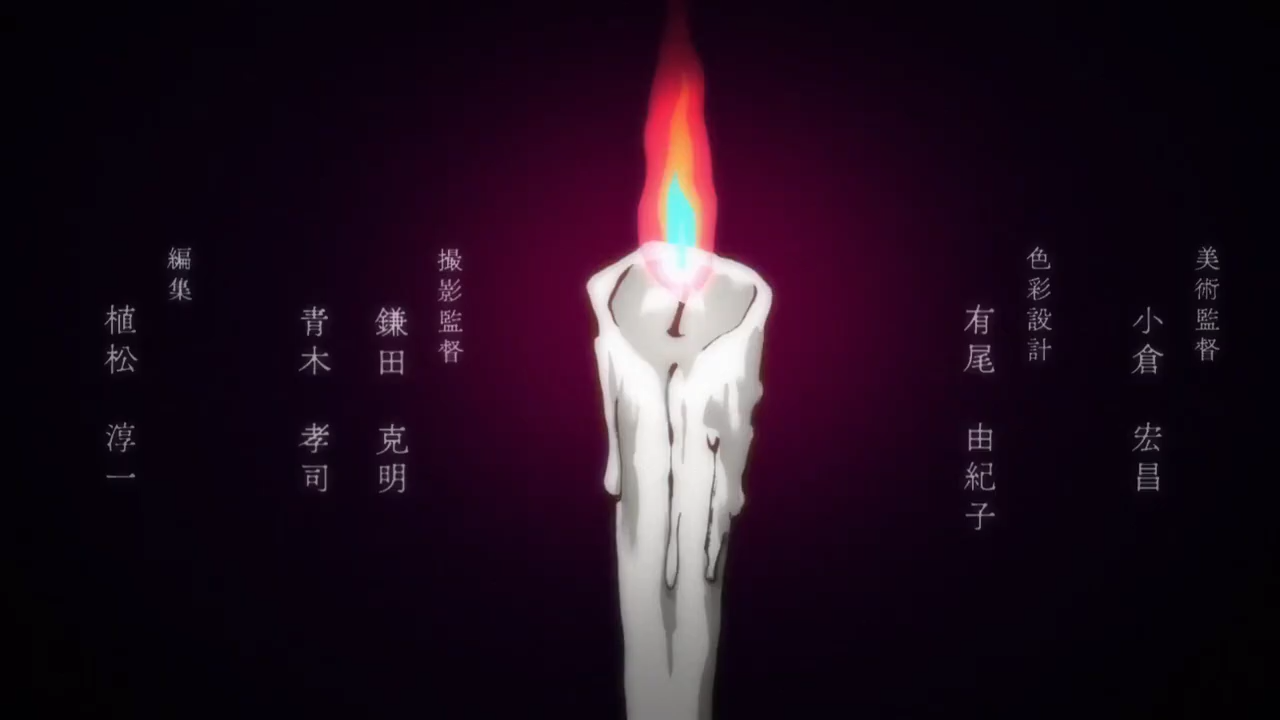 美術監督
小倉 宏昌
色彩設計
有尾 由紀子
撮影監督
鎌田 克明
青木 孝司
編集
植松 淳一